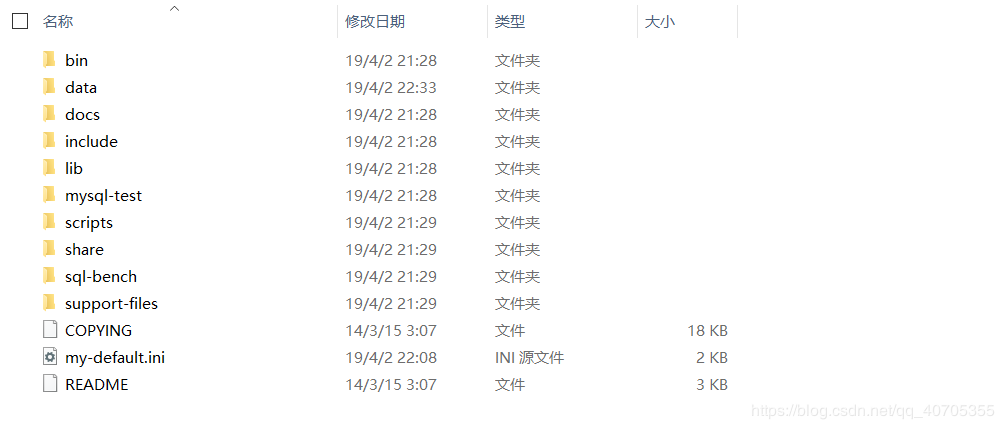 名称 修改日期 类型 大小
bin 19/4/2 21:28 文件夹
data 19/4/2 22:33 文件夹
docs 19/4/2 21:28 文件夹
include 19/4/2 21:28 文件夹
lib 19/4/2 21:28 文件夹
mysql-test 19/4/2 21:28 文件夹
scripts 19/4/2 21:29 文件夹
share 19/4/2 21:29 文件夹
sql-bench 19/4/2 21:29 文件夹
support-files 19/4/2 21:29 文件夹
COPYING 14/3/15 3:07 文件 18 KB
my-default.ini 19/4/2 22:08 INI 源文件 2 KB
README 14/3/15 3:07 文件 3 KB
https://blog.csdn.net/qq_40705355